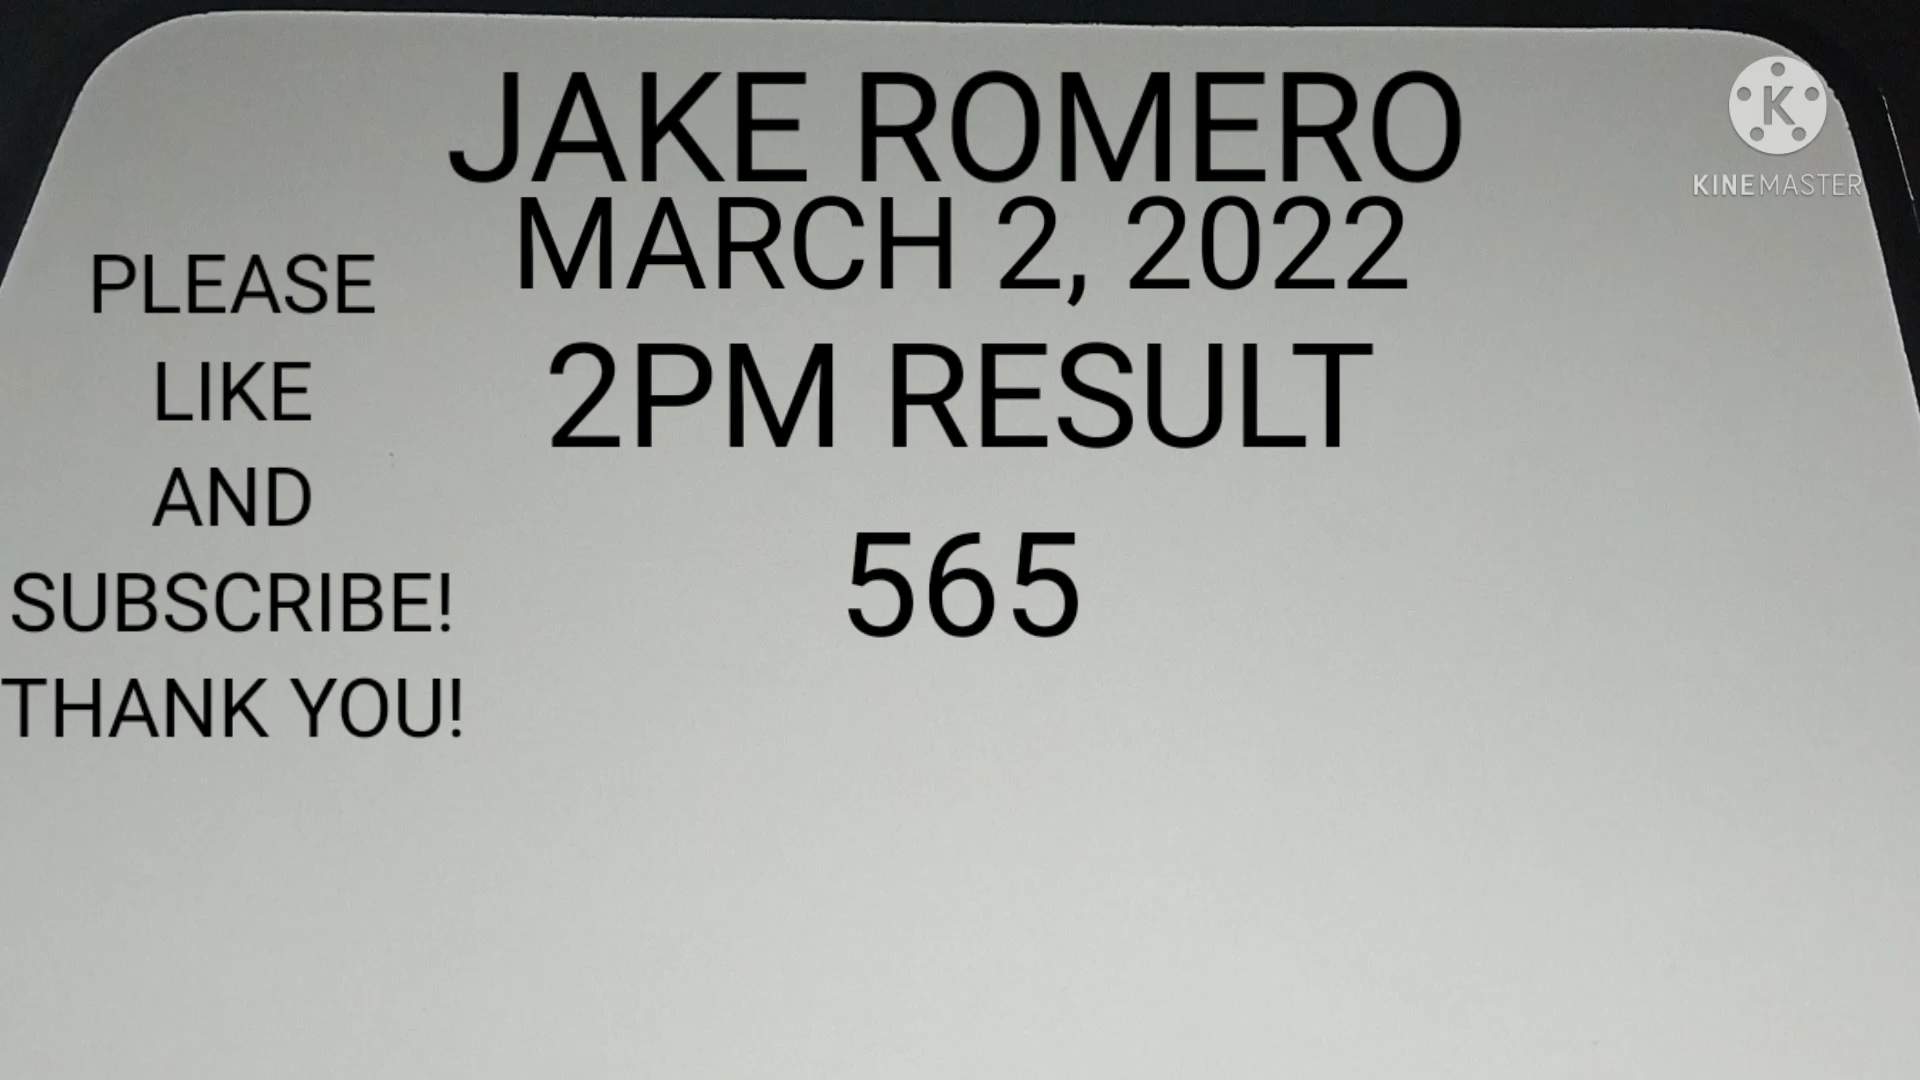 JAKE ROMERO
MARCH 2, 2022
2PM RESULT
565
PLEASE
LIKE
AND
SUBSCRIBE!
THANK YOU!
K
KINEMASTER